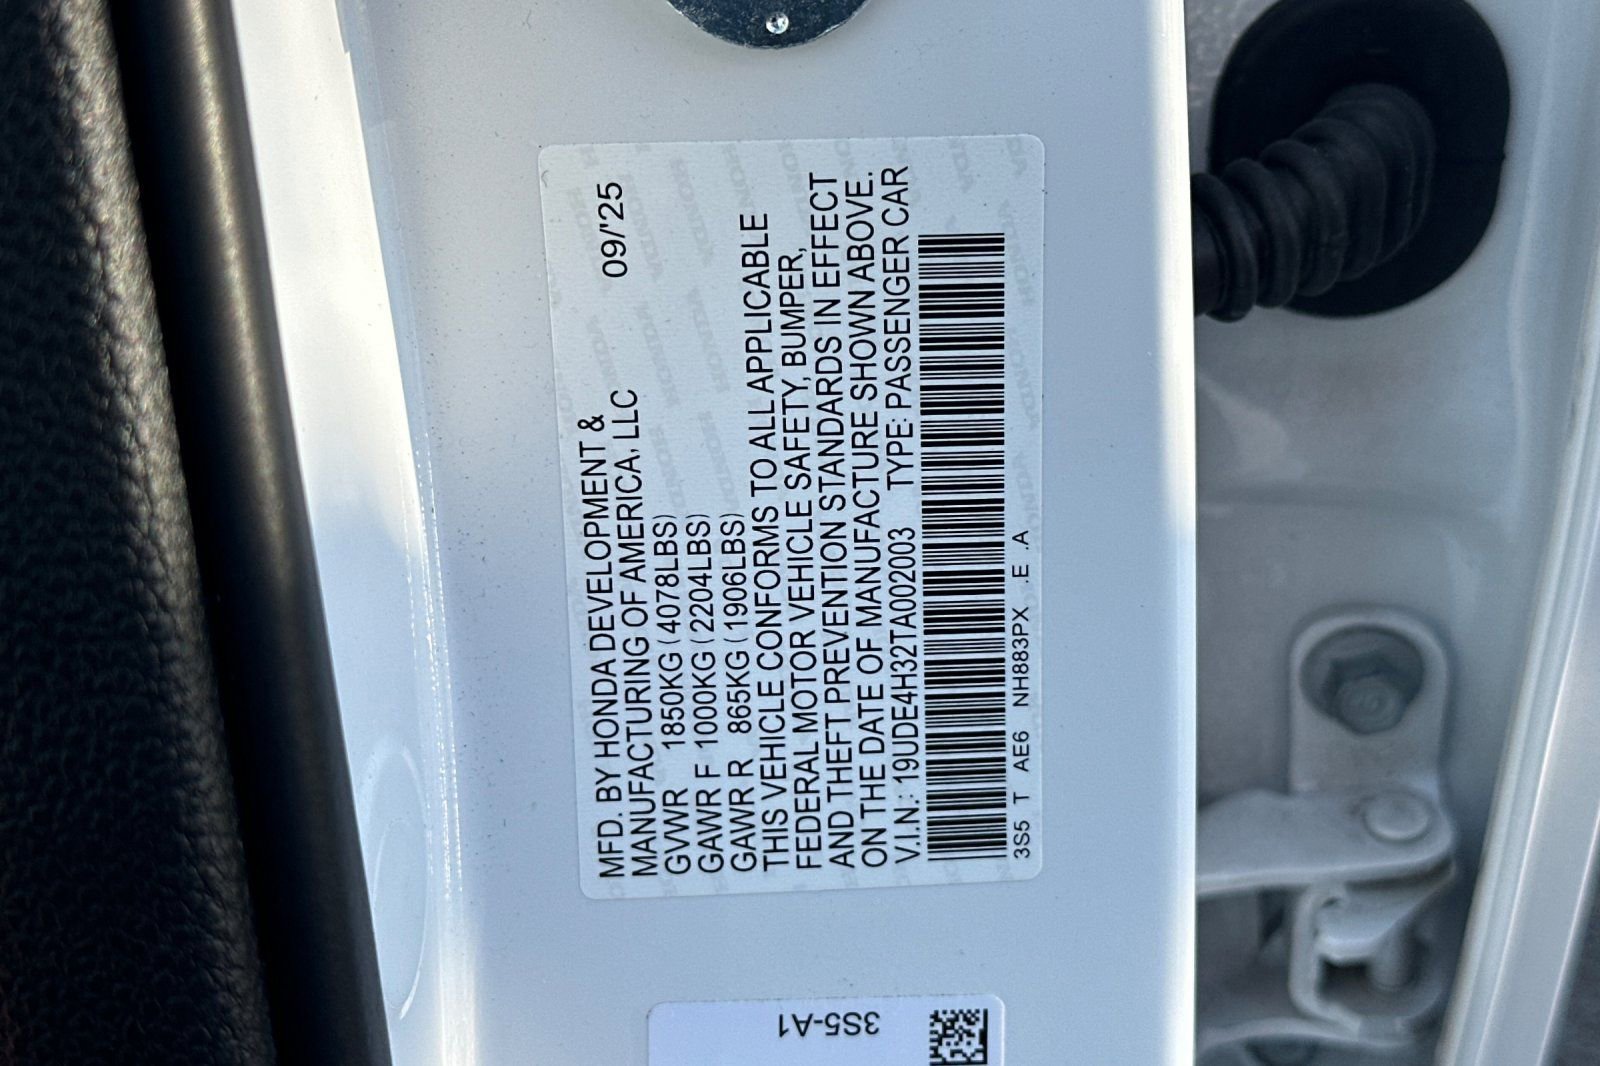 MFD. BY HONDA DEVELOPMENT &
MANUFACTURING OF AMERICA, LLC 09/'25
GVWR 1850KG (4078LBS)
GAWR F 1000KG (2204LBS)
GAWR R 865KG (1906LBS)
THIS VEHICLE CONFORMS TO ALL APPLICABLE
FEDERAL MOTOR VEHICLE SAFETY, BUMPER,
AND THEFT PREVENTION STANDARDS IN EFFECT
ON THE DATE OF MANUFACTURE SHOWN ABOVE.
V.I.N.: 19UDE4H32TA002003 TYPE: PASSENGER CAR
3S5 T AE6 NH883PX .E .A
3S5-A1